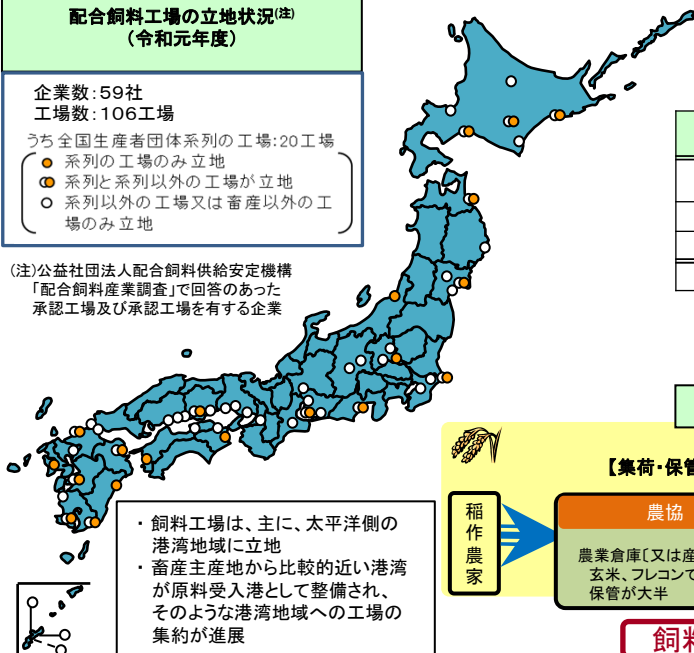 配合飼料工場の立地状況(注)
(令和元年度)
企業数:59社
工場数:106工場
うち全国生産者団体系列の工場:20工場
系列の工場のみ立地
系列と系列以外の工場が立地
系列以外の工場又は畜産以外の工
場のみ立地
(注)公益社団法人配合飼料供給安定機構
「配合飼料産業調査」で回答のあった
承認工場及び承認工場を有する企業
・飼料工場は、主に、太平洋側の
港湾地域に立地
・畜産主産地から比較的近い港湾
が原料受入港として整備され、
そのような港湾地域への工場の
集約が進展
【集荷・保管
稲作農家
農協
農業倉庫〔又は産
玄米、フレコンで
保管が大半
飼料